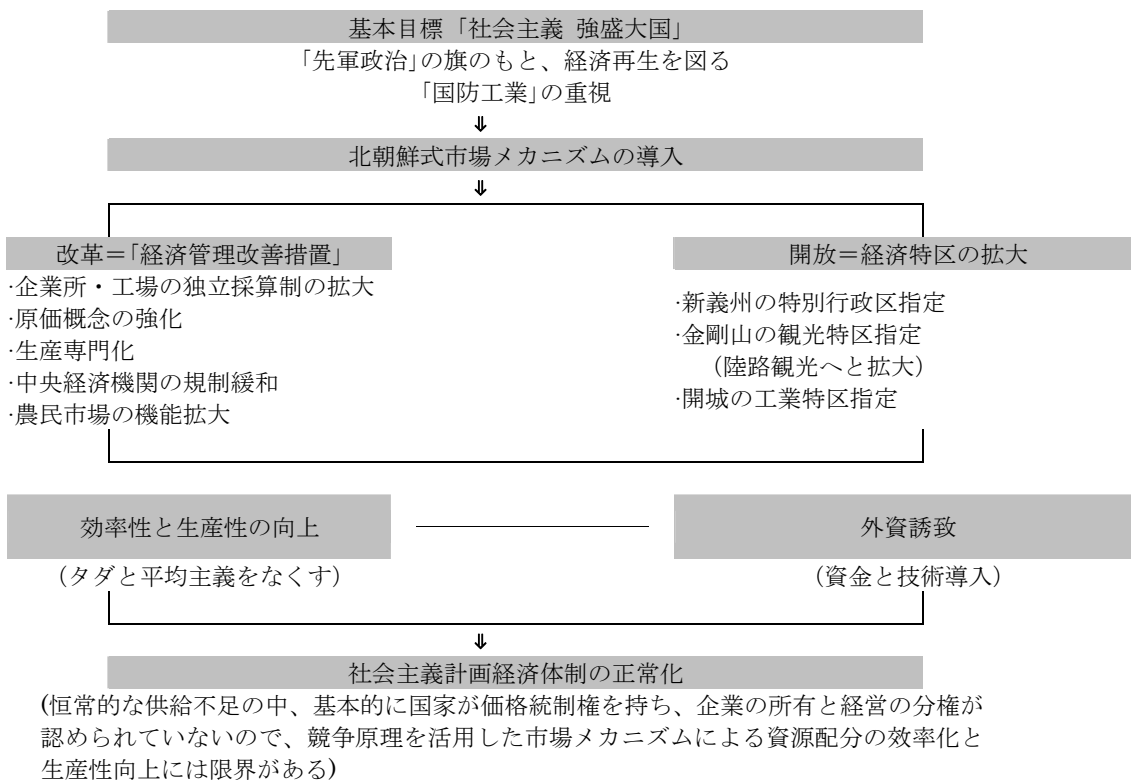 基本目標「社会主義 強盛大国」
「先軍政治」の旗のもと、経済再生を図る
「国防工業」の重視
⇓
北朝鮮式市場メカニズムの導入
⇓
改革＝「経済管理改善措置」
·企業所・工場の独立採算制の拡大
·原価概念の強化
·生産専門化
·中央経済機関の規制緩和
·農民市場の機能拡大
開放＝経済特区の拡大
·新義州の特別行政区指定
·金剛山の観光特区指定
（陸路観光へと拡大）
·開城の工業特区指定
効率性と生産性の向上
（タダと平均主義をなくす）
外資誘致
（資金と技術導入）
⇓
社会主義計画経済体制の正常化
(恒常的な供給不足の中、基本的に国家が価格統制権を持ち、企業の所有と経営の分権が
認められていないので、競争原理を活用した市場メカニズムによる資源配分の効率化と
生産性向上には限界がある)